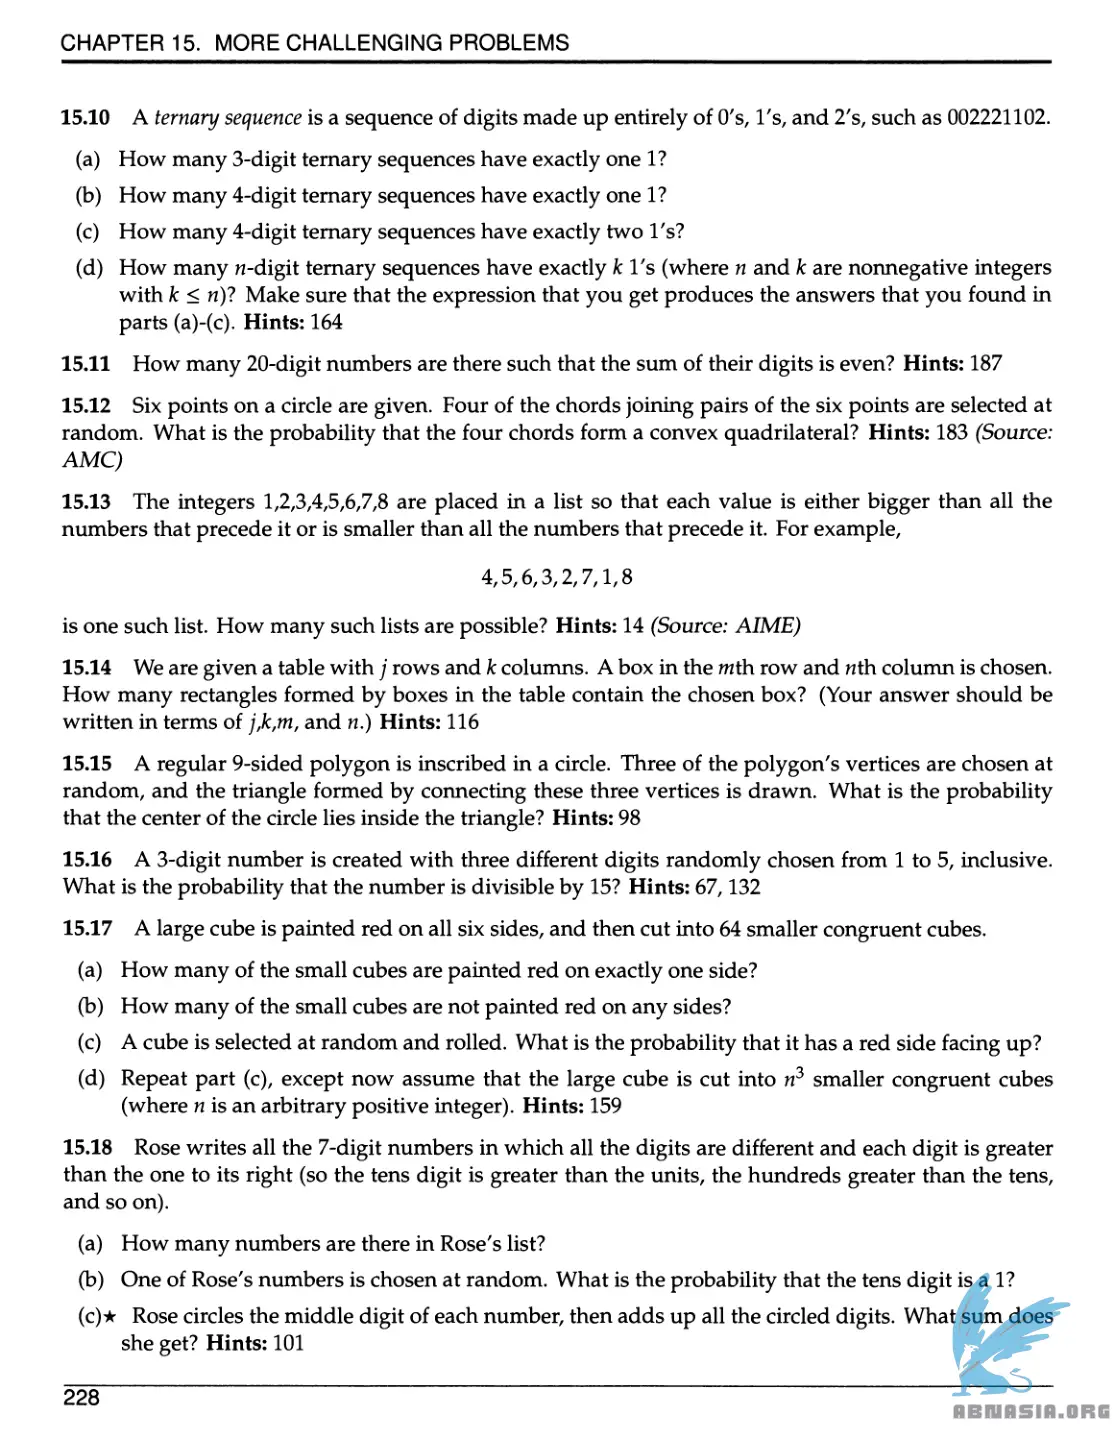 CHAPTER 15. MORE CHALLENGING PROBLEMS
15.10 A ternary sequence is a sequence of digits made up entirely of 0's, 1's, and 2's, such as 002221102.
(a) How many 3-digit ternary sequences have exactly one 1?
(b) How many 4-digit ternary sequences have exactly one 1?
(c) How many 4-digit ternary sequences have exactly two 1's?
(d) How many n-digit ternary sequences have exactly k 1's (where n and k are nonnegative integers
with k ≤ n)? Make sure that the expression that you get produces the answers that you found in
parts (a)-(c). Hints: 164
15.11 How many 20-digit numbers are there such that the sum of their digits is even? Hints: 187
15.12 Six points on a circle are given. Four of the chords joining pairs of the six points are selected at
random. What is the probability that the four chords form a convex quadrilateral? Hints: 183 (Source:
AMC)
15.13 The integers 1,2,3,4,5,6,7,8 are placed in a list so that each value is either bigger than all the
numbers that precede it or is smaller than all the numbers that precede it. For example,
4, 5, 6, 3, 2, 7, 1, 8
is one such list. How many such lists are possible? Hints: 14 (Source: AIME)
15.14 We are given a table with j rows and k columns. A box in the mth row and nth column is chosen.
How many rectangles formed by boxes in the table contain the chosen box? (Your answer should be
written in terms of j,k,m, and n.) Hints: 116
15.15 A regular 9-sided polygon is inscribed in a circle. Three of the polygon's vertices are chosen at
random, and the triangle formed by connecting these three vertices is drawn. What is the probability
that the center of the circle lies inside the triangle? Hints: 98
15.16 A 3-digit number is created with three different digits randomly chosen from 1 to 5, inclusive.
What is the probability that the number is divisible by 15? Hints: 67, 132
15.17 A large cube is painted red on all six sides, and then cut into 64 smaller congruent cubes.
(a) How many of the small cubes are painted red on exactly one side?
(b) How many of the small cubes are not painted red on any sides?
(c) A cube is selected at random and rolled. What is the probability that it has a red side facing up?
(d) Repeat part (c), except now assume that the large cube is cut into n³ smaller congruent cubes
(where n is an arbitrary positive integer). Hints: 159
15.18 Rose writes all the 7-digit numbers in which all the digits are different and each digit is greater
than the one to its right (so the tens digit is greater than the units, the hundreds greater than the tens,
and so on).
(a) How many numbers are there in Rose's list?
(b) One of Rose's numbers is chosen at random. What is the probability that the tens digit is a 1?
(c)★ Rose circles the middle digit of each number, then adds up all the circled digits. What sum does
she get? Hints: 101
228
ABNASIA.ORG